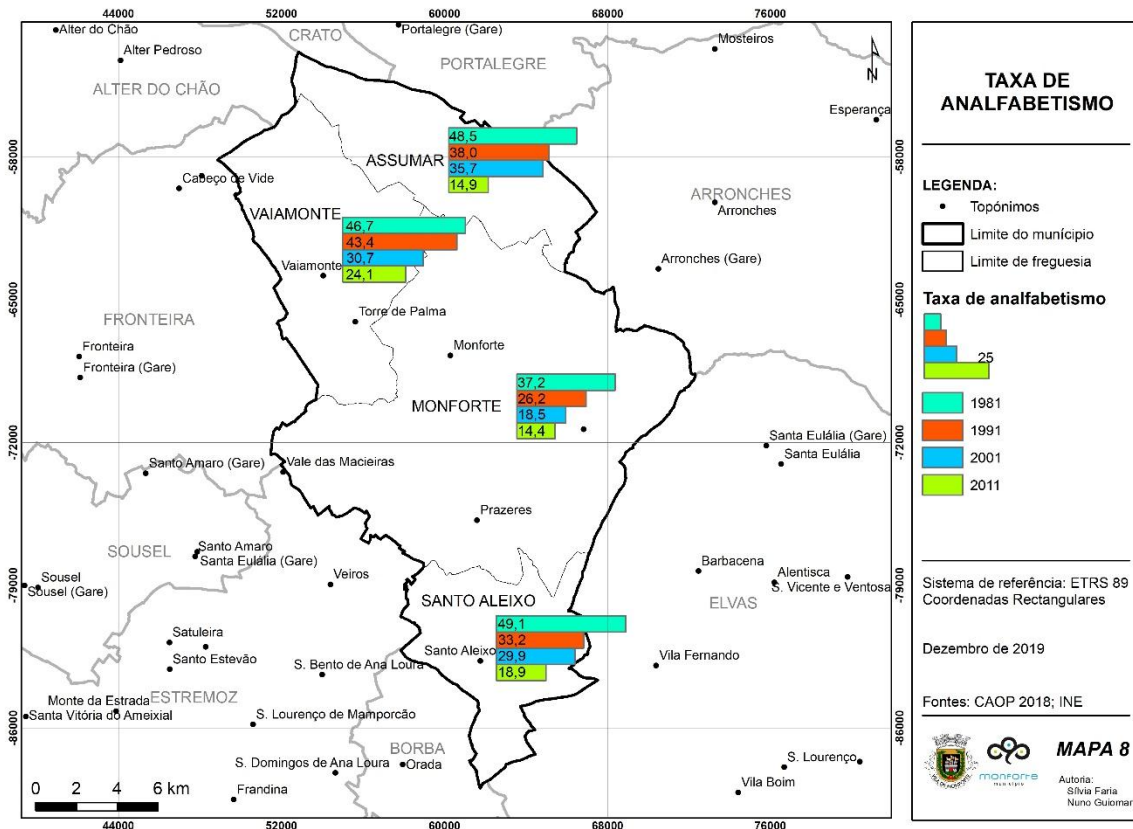 44000
52000
60000
68000
76000
Alter do Chão
CRATO
Portalegre (Gare)
Mosteiros
Alter Pedroso
PORTALEGRE
N
ALTER DO CHÃO
Esperança
48,5
38,0
35,7
14,9
ASSUMAR
-58000
-58000
Cabeço de Vide
ARRONCHES
Arronches
VAIAMONTE
46,7
43,4
30,7
24,1
Vaiamonte
Arronches (Gare)
-65000
-65000
Torre de Palma
FRONTEIRA
Fronteira
Fronteira (Gare)
Monforte
37,2
26,2
18,5
14,4
MONFORTE
-72000
-72000
Santa Eulália (Gare)
Santa Eulália
Santo Amaro (Gare)
Vale das Macieiras
Prazeres
SOUSEL
Santo Amaro
Santa Eulália (Gare)
Sousel
Sousel (Gare)
Veiros
Barbacena
Alentisca
S. Vicente e Ventosa
-79000
-79000
ELVAS
SANTO ALEIXO
49,1
33,2
29,9
18,9
Santo Aleixo
Satuleira
Santo Estevão
S. Bento de Ana Loura
Vila Fernando
ESTREMOZ
Monte da Estrada
Santa Vitória do Ameixial
S. Lourenço de Mamporcão
-86000
-86000
BORBA
Orada
S. Domingos de Ana Loura
S. Lourenço
Vila Boim
Frandina
0 2 4 6 km
44000
52000
60000
68000
76000
TAXA DE
ANALFABETISMO
LEGENDA:
Topónimos
Limite do munícipio
Limite de freguesia
Taxa de analfabetismo
25
1981
1991
2001
2011
Sistema de referência: ETRS 89
Coordenadas Rectangulares
Dezembro de 2019
Fontes: CAOP 2018; INE
monforte
município
MAPA 8
Autoria:
Sílvia Faria
Nuno Guiomar